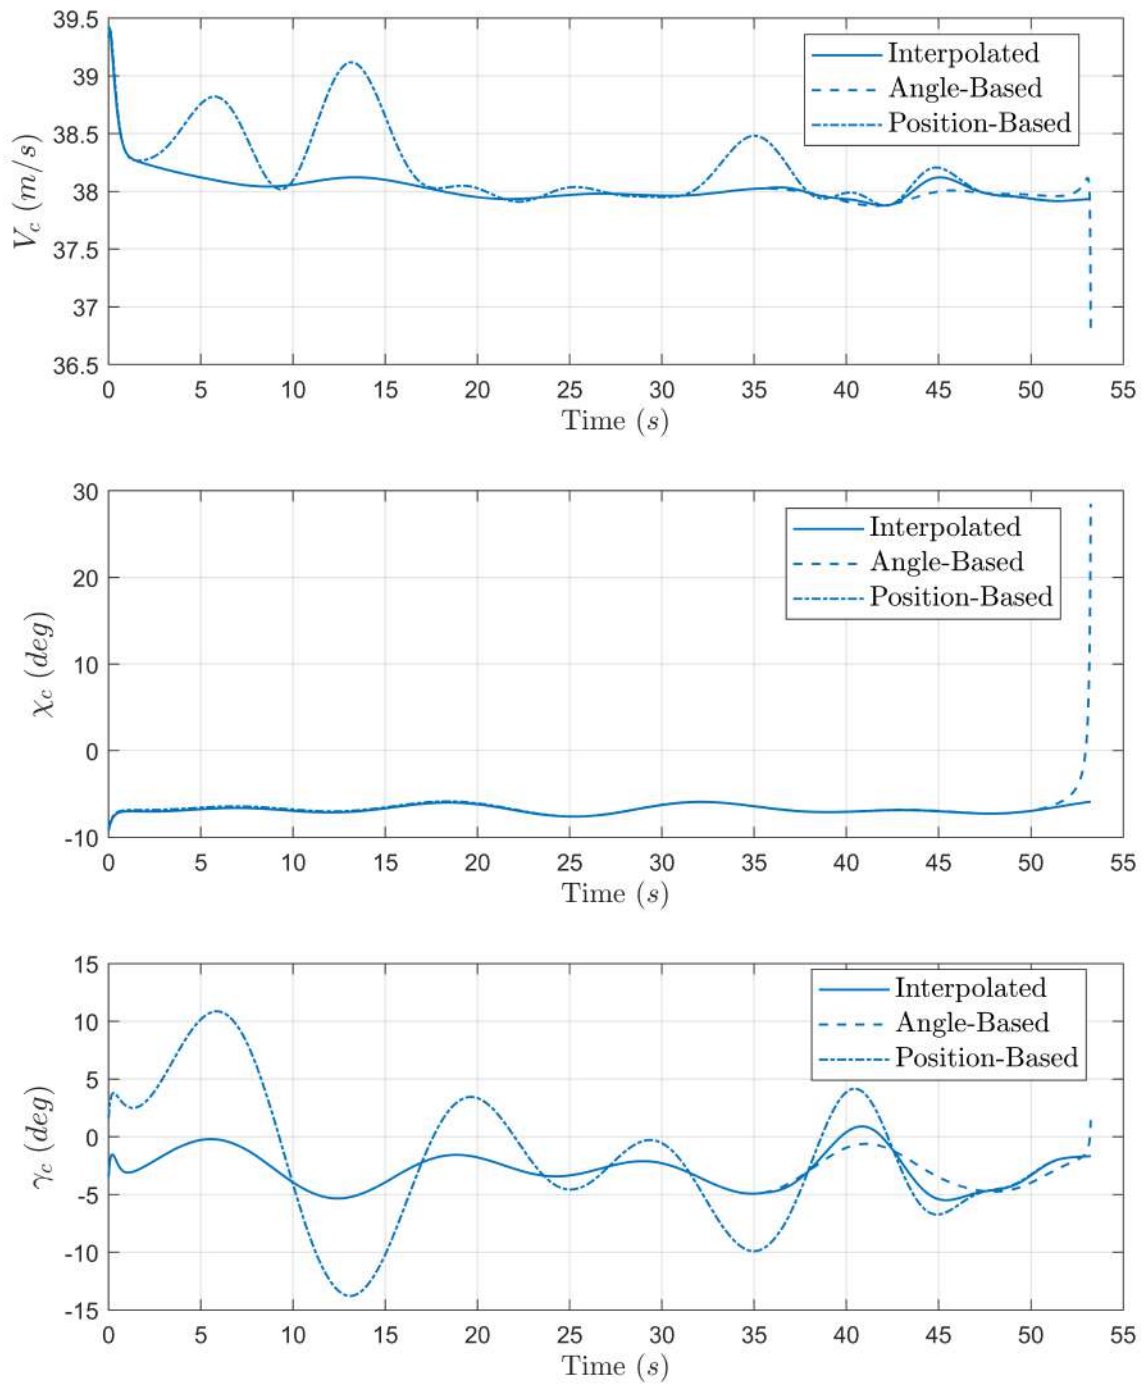 39.5
39
38.5
38
37.5
37
36.5
V_c (m/s)
Interpolated
Angle-Based
Position-Based
0 5 10 15 20 25 30 35 40 45 50 55
Time (s)
30
20
10
0
-10
χ_c (deg)
Interpolated
Angle-Based
Position-Based
0 5 10 15 20 25 30 35 40 45 50 55
Time (s)
15
10
5
0
-5
-10
-15
γ_c (deg)
Interpolated
Angle-Based
Position-Based
0 5 10 15 20 25 30 35 40 45 50 55
Time (s)